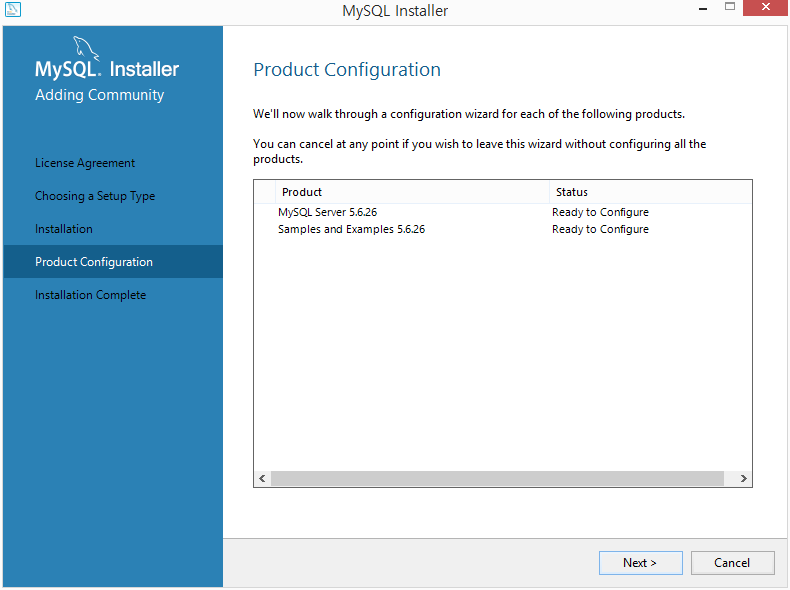 MySQL Installer
MySQL. Installer
Adding Community
License Agreement
Choosing a Setup Type
Installation
Product Configuration
Installation Complete
Product Configuration
We'll now walk through a configuration wizard for each of the following products.
You can cancel at any point if you wish to leave this wizard without configuring all the
products.
Product Status
MySQL Server 5.6.26 Ready to Configure
Samples and Examples 5.6.26 Ready to Configure
Next > Cancel